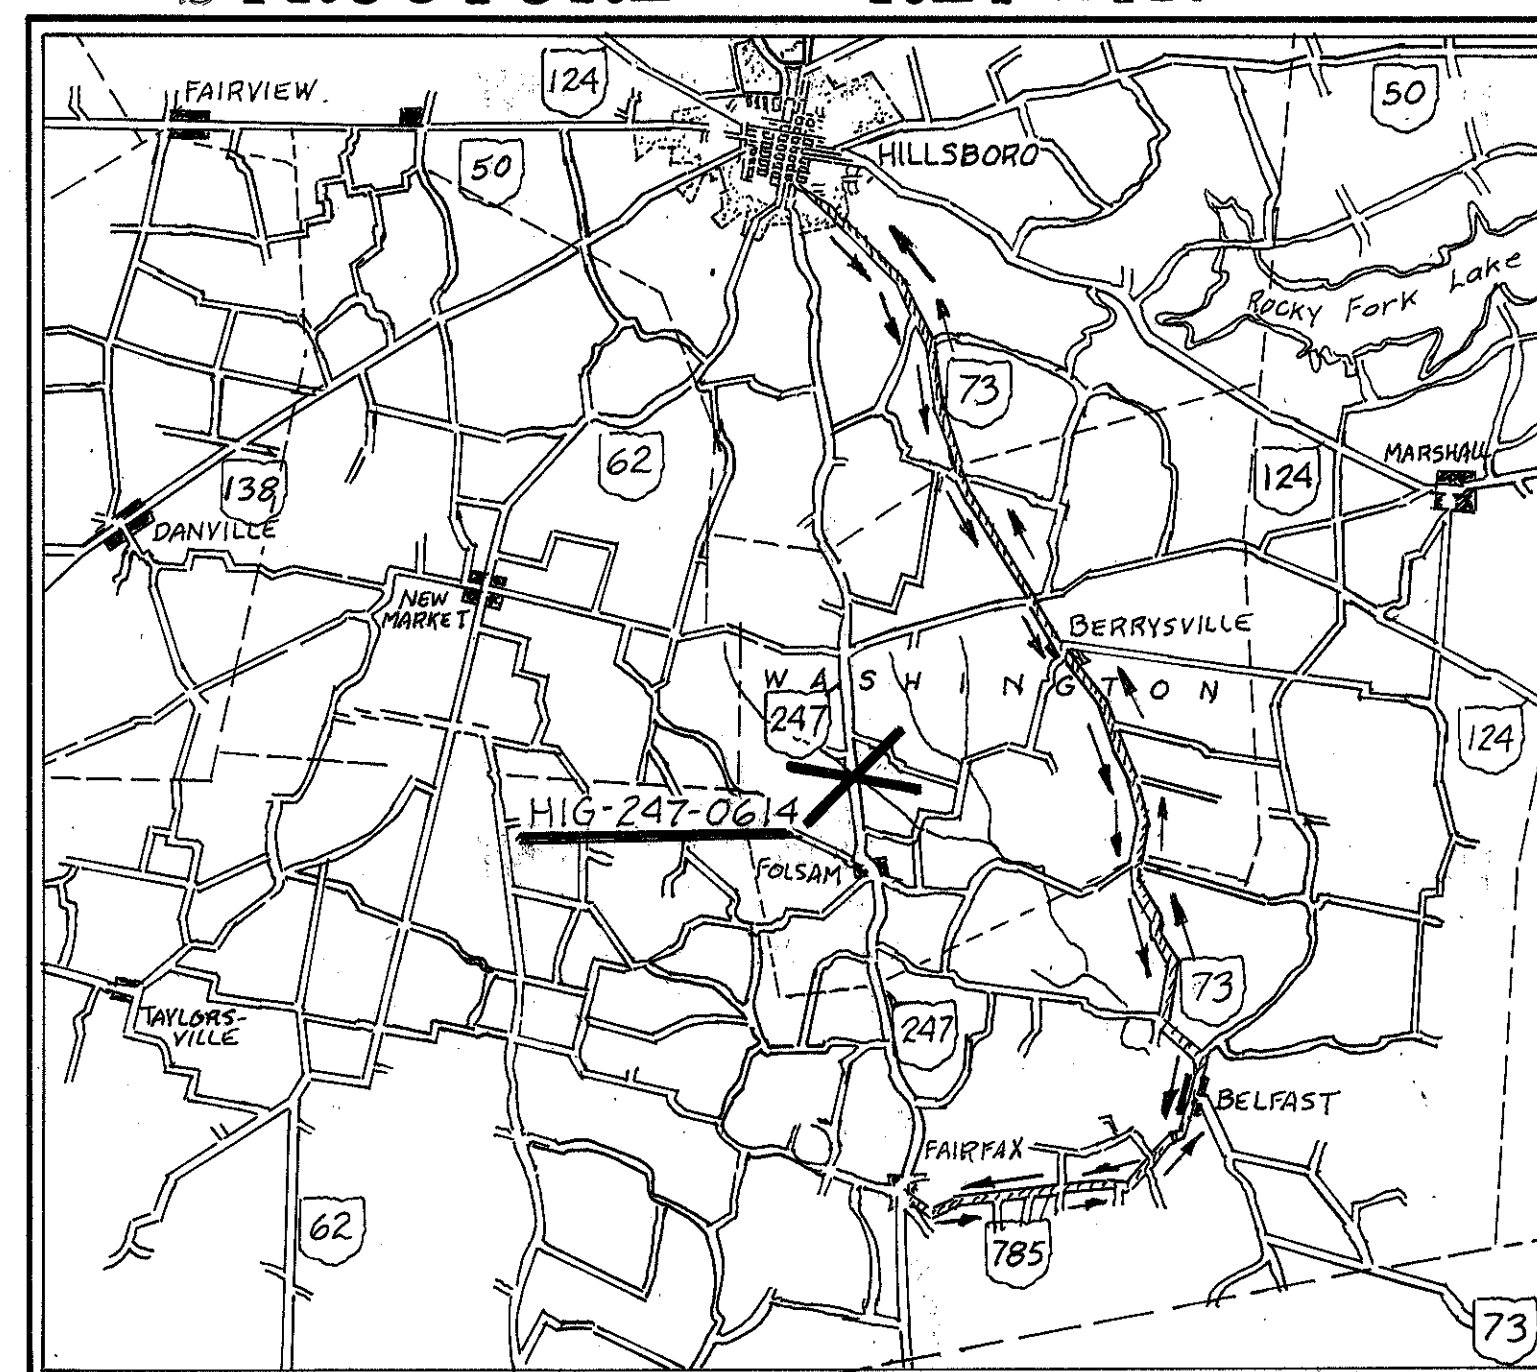 FAIRVIEW
124
50
50
HILLSBORO
ROCKY FORK Lake
73
62
138
124
MARSHALL
DANVILLE
NEW
MARKET
BERRYSVILLE
WASHINGTON
247
124
C
HIG-247-0614
FOLSAM
73
TAYLORS-
VILLE
247
BELFAST
FAIRFAX
62
785
73